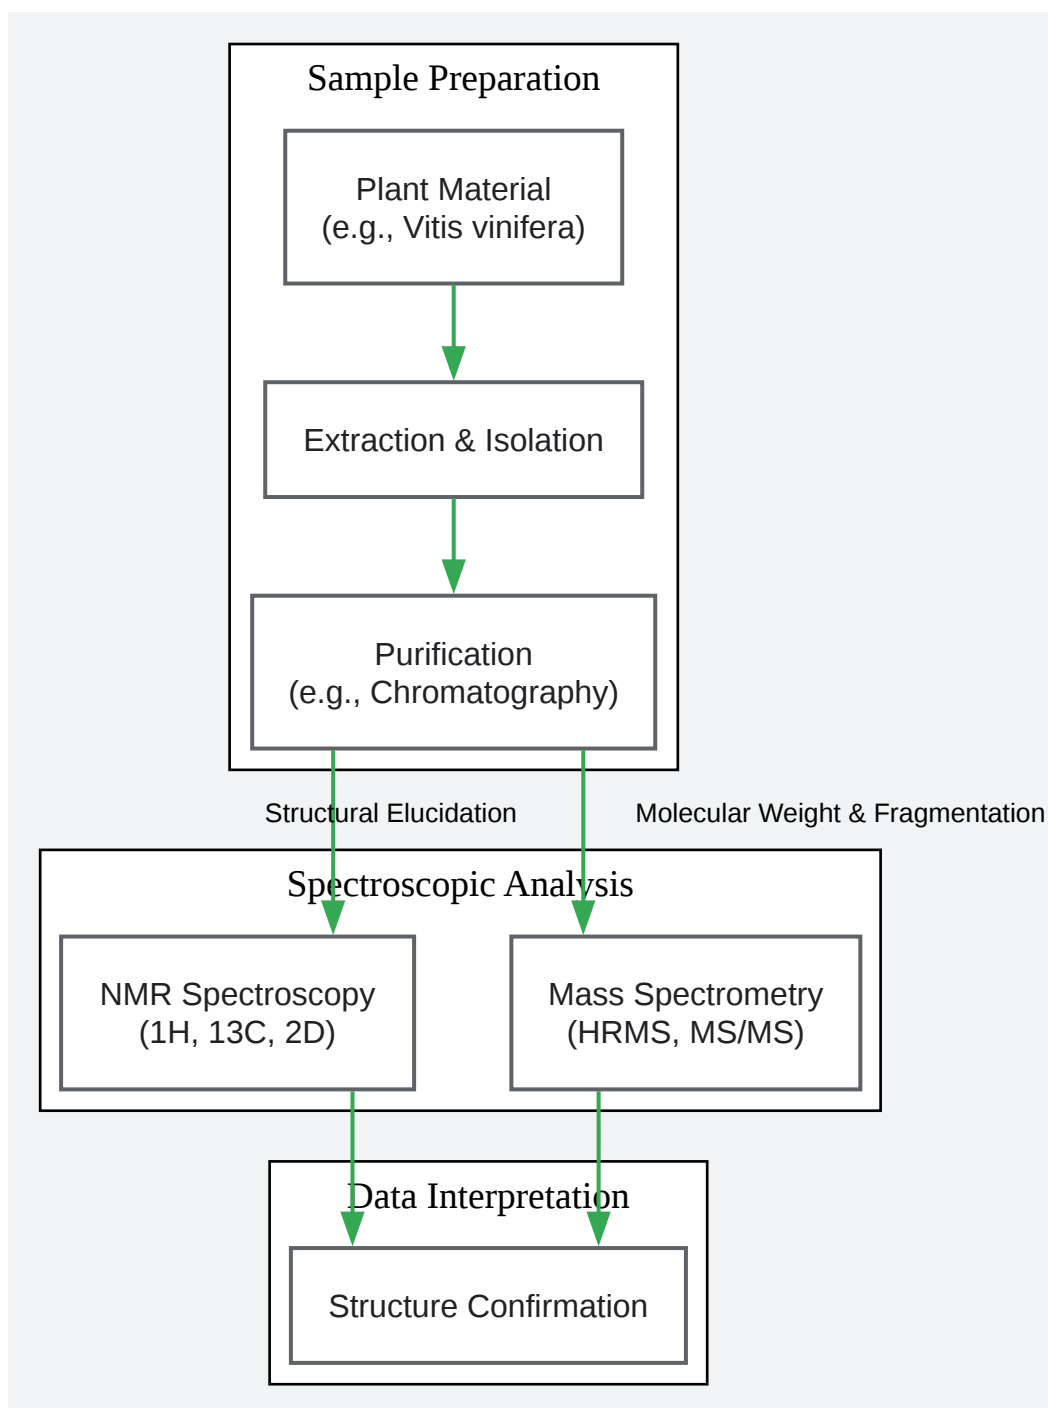 Sample Preparation
Plant Material
(e.g., Vitis vinifera)
Extraction & Isolation
Purification
(e.g., Chromatography)
Structural Elucidation
Molecular Weight & Fragmentation
Spectroscopic Analysis
NMR Spectroscopy
(1H, 13C, 2D)
Mass Spectrometry
(HRMS, MS/MS)
Data Interpretation
Structure Confirmation